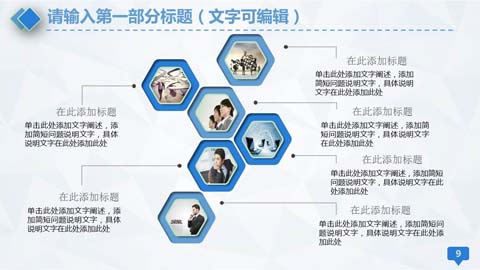 请输入第一部分标题（文字可编辑）
在此添加标题
单击此处添加文字阐述，添加
简短问题说明文字，具体说明
文字在此处添加此处
在此添加标题
单击此处添加文字阐述，添
加简短问题说明文字，具体
说明文字在此处添加此处
在此添加标题
单击此处添加文字阐述，添加
简短问题说明文字，具体说明
文字在此处添加此处
在此添加标题
单击此处添加文字阐述，添加简
短问题说明文字，具体说明文字
在此处添加此处
在此添加标题
单击此处添加文字阐述，添加简短
问题说明文字，具体说明文字在此
处添加此处
在此添加标题
单击此处添加文字阐述，添加简短问
题说明文字，具体说明文字在此处添
加此处
9